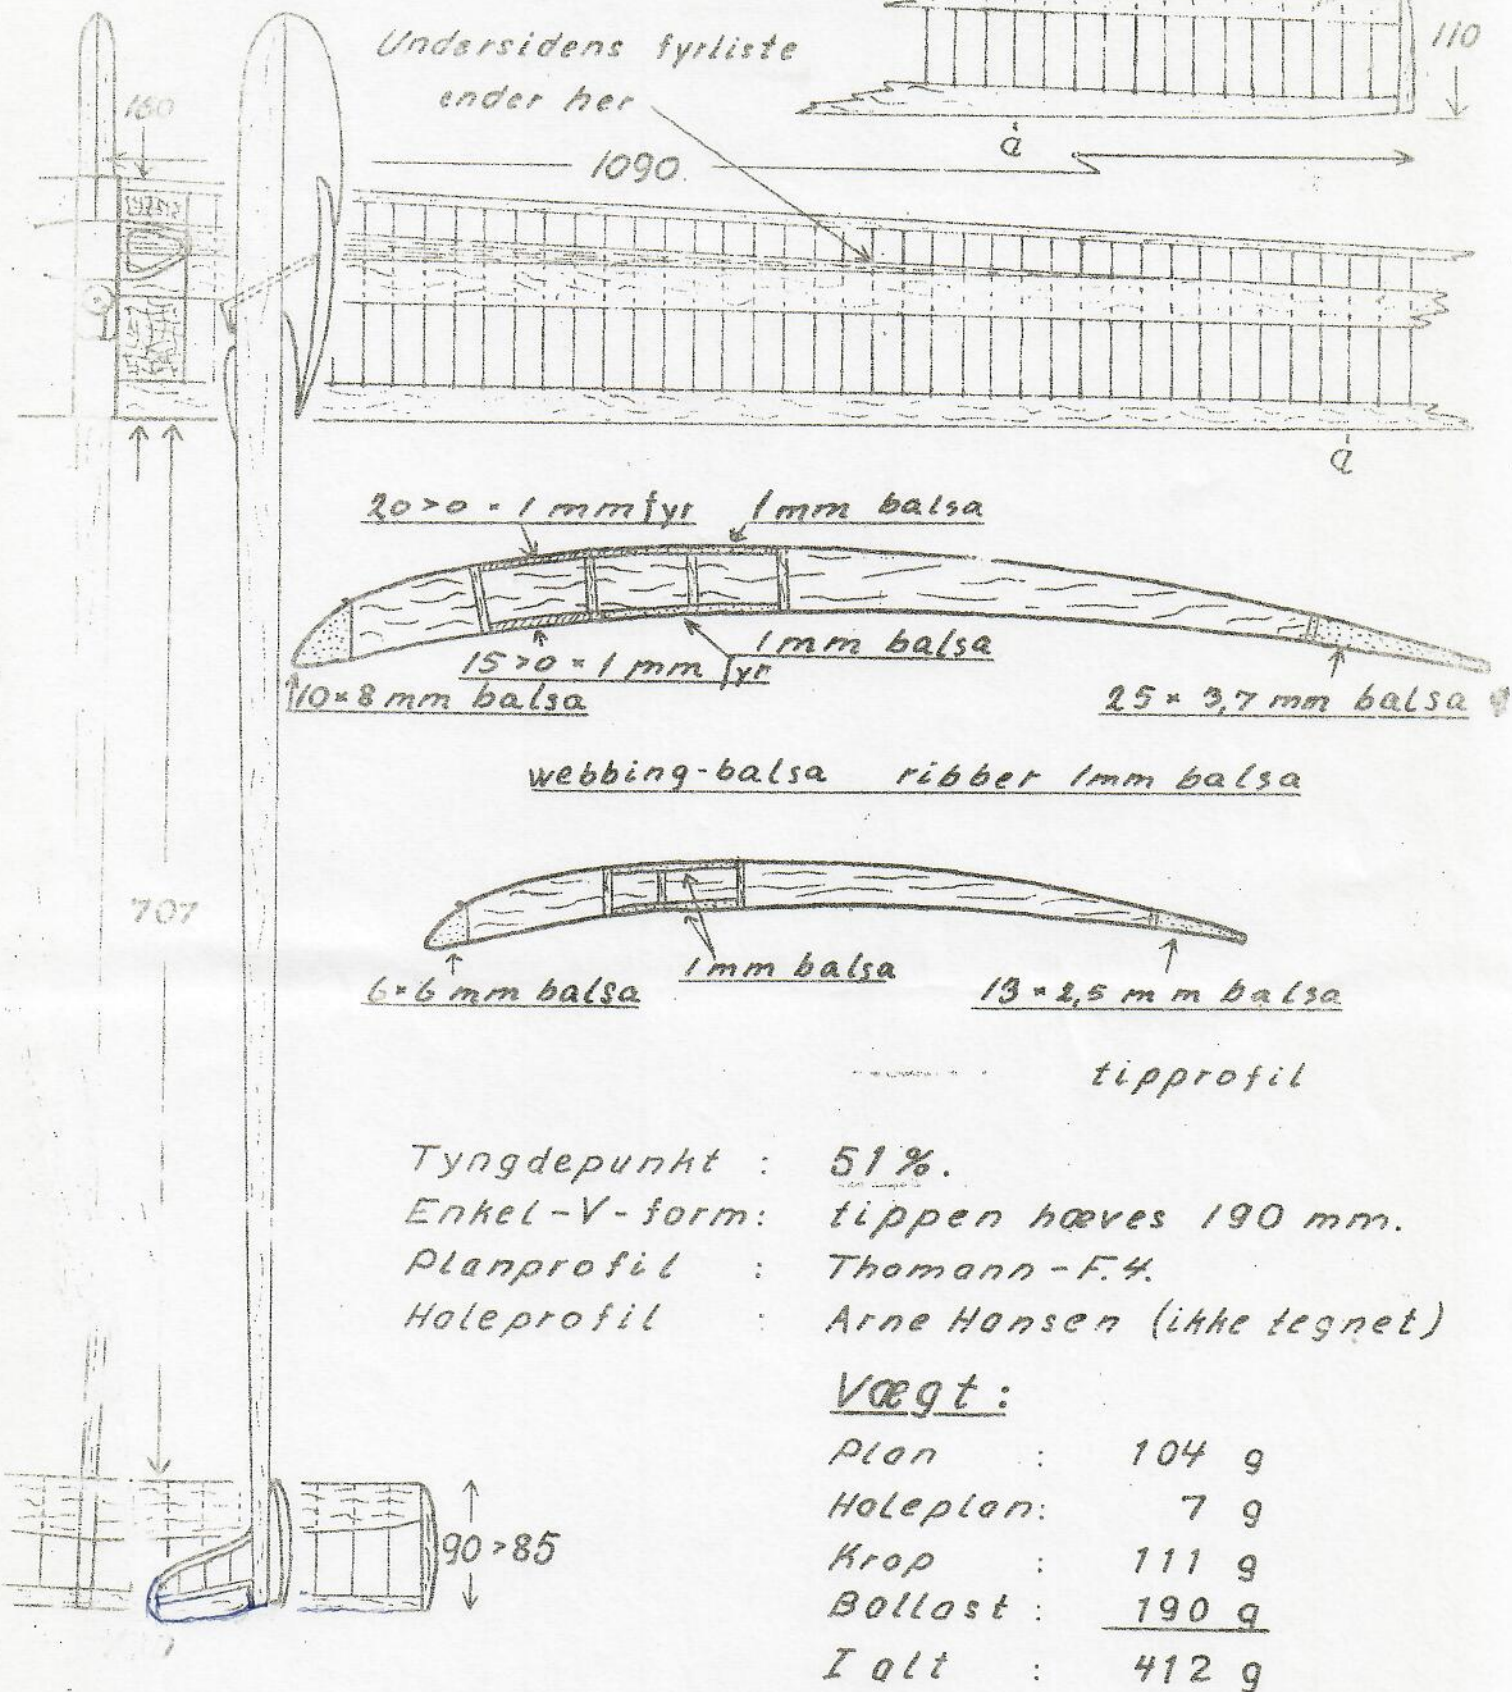 110
Undersidens fyrliste
ender her
160
a
1090
a
20>0 × 1 mm fyr
1mm balsa
1mm balsa
15>0 × 1 mm fyr
10×8 mm balsa
25 × 3,7 mm balsa
webbing-balsa ribber 1mm balsa
707
1mm balsa
6×6 mm balsa
13 × 2,5 mm balsa
tipprofil
Tyngdepunkt : 51%.
Enkel-V-form: tippen hæves 190 mm.
Planprofil : Thomann-F.4.
Haleprofil : Arne Hansen (ikke tegnet)
Vægt:
Plan : 104 g
Haleplan: 7 g
Krop : 111 g
90>85
Ballast : 190 g
I alt : 412 g